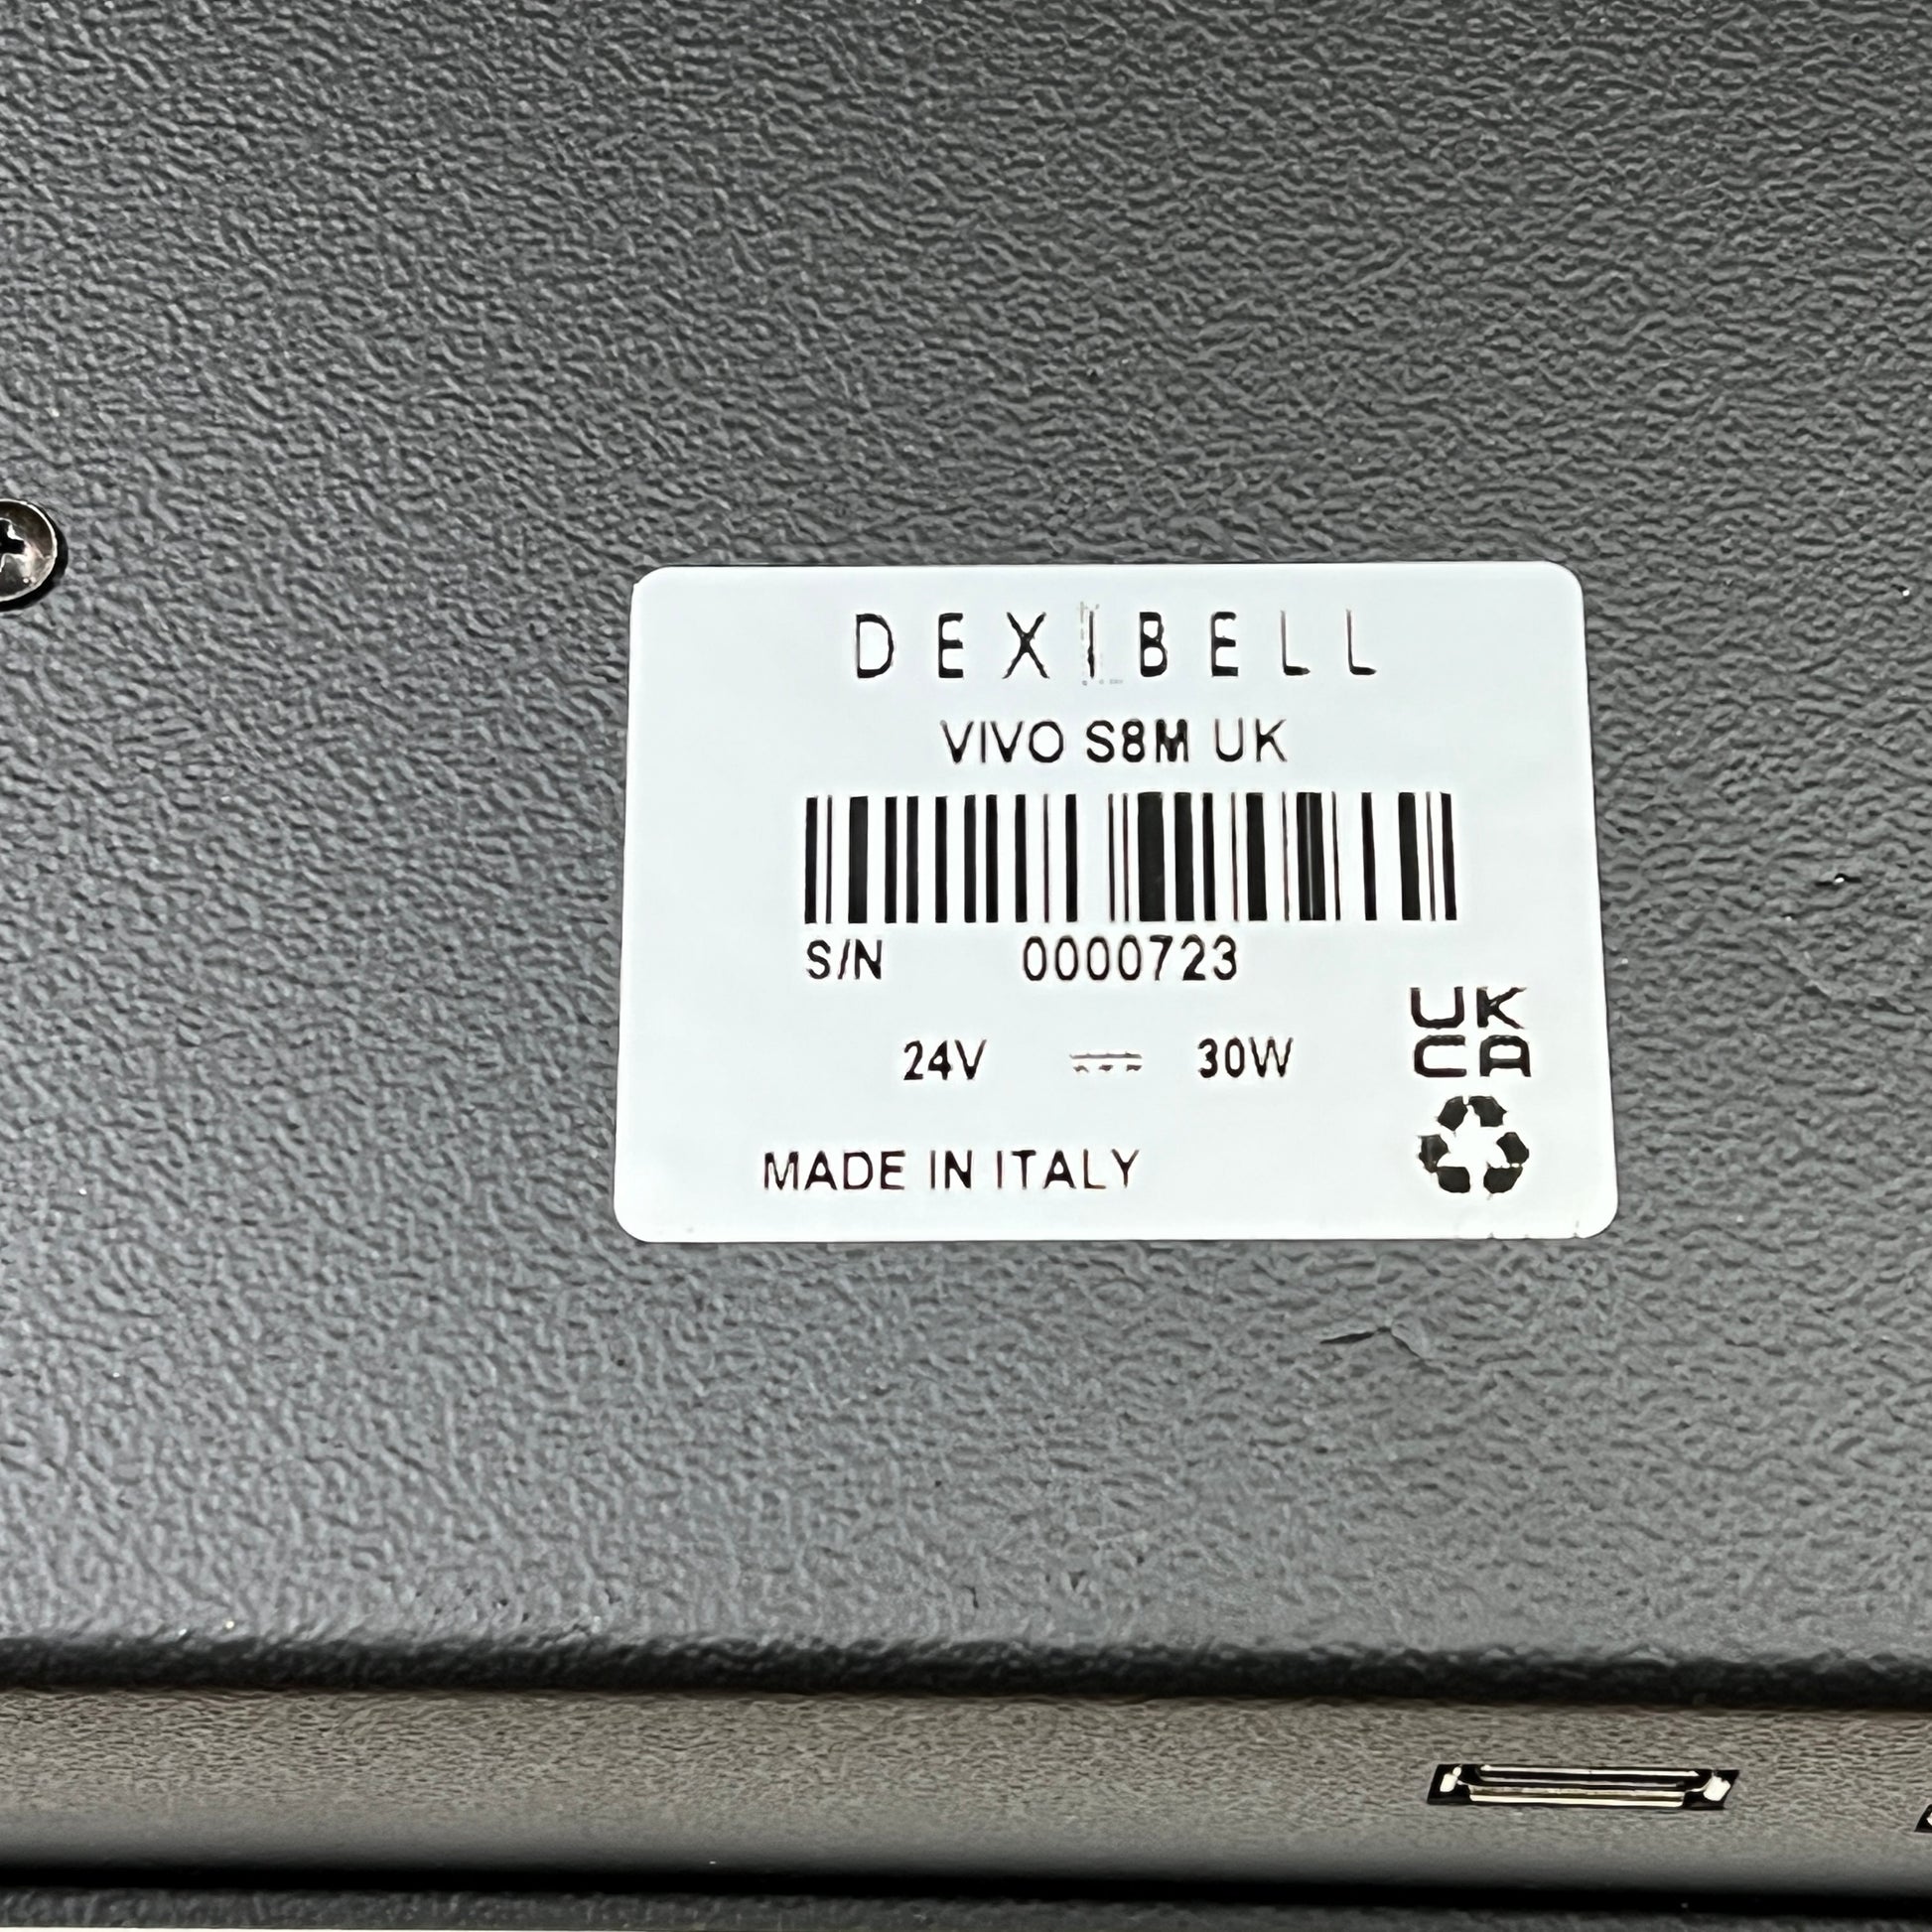 DEXIBELL
VIVO S8M UK
S/N 0000723
24V 30W
UK
CA
MADE IN ITALY